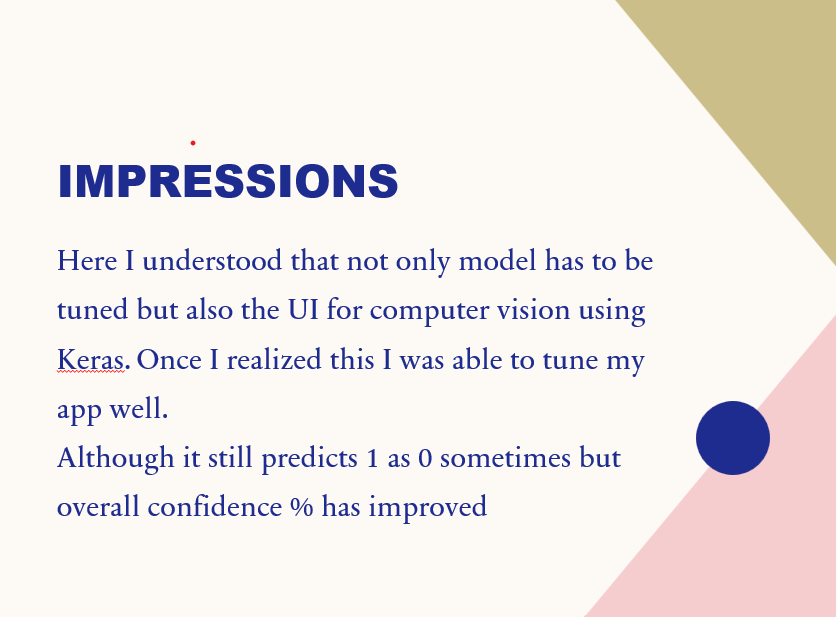 IMPRESSIONS
Here I understood that not only model has to be
tuned but also the UI for computer vision using
Keras. Once I realized this I was able to tune my
app well.
Although it still predicts 1 as 0 sometimes but
overall confidence % has improved